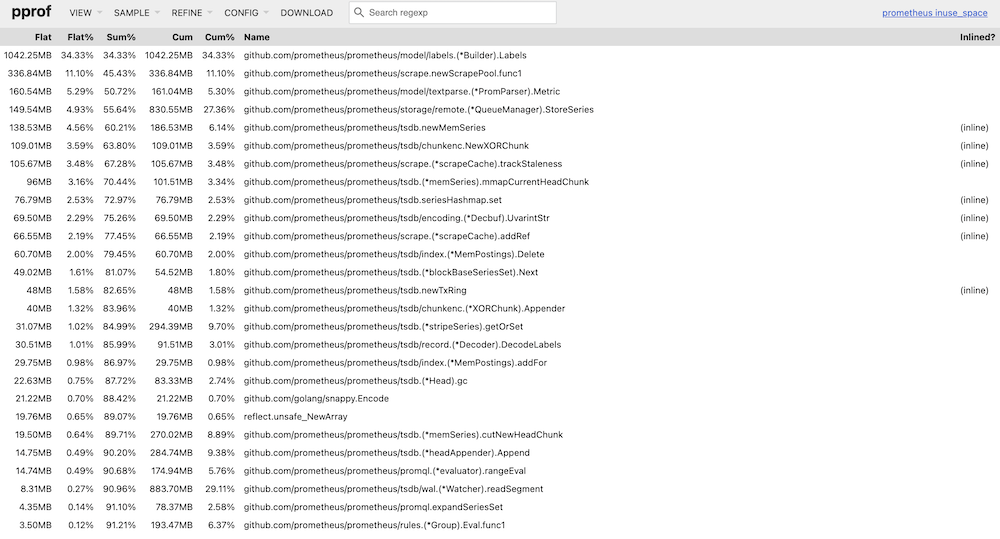 pprof VIEW SAMPLE REFINE CONFIG DOWNLOAD Search regexp prometheus inuse_space
Flat Flat% Sum% Cum Cum% Name Inlined?
1042.25MB 34.33% 34.33% 1042.25MB 34.33% github.com/prometheus/prometheus/model/labels.(*Builder).Labels
336.84MB 11.10% 45.43% 336.84MB 11.10% github.com/prometheus/prometheus/scrape.newScrapePool.func1
160.54MB 5.29% 50.72% 161.04MB 5.30% github.com/prometheus/prometheus/model/textparse.(*PromParser).Metric
149.54MB 4.93% 55.64% 830.55MB 27.36% github.com/prometheus/prometheus/storage/remote.(*QueueManager).StoreSeries
138.53MB 4.56% 60.21% 186.53MB 6.14% github.com/prometheus/prometheus/tsdb.newMemSeries (inline)
109.01MB 3.59% 63.80% 109.01MB 3.59% github.com/prometheus/prometheus/tsdb/chunkenc.NewXORChunk (inline)
105.67MB 3.48% 67.28% 105.67MB 3.48% github.com/prometheus/prometheus/scrape.(*scrapeCache).trackStaleness (inline)
96MB 3.16% 70.44% 101.51MB 3.34% github.com/prometheus/prometheus/tsdb.(*memSeries).mmapCurrentHeadChunk
76.79MB 2.53% 72.97% 76.79MB 2.53% github.com/prometheus/prometheus/tsdb.seriesHashmap.set (inline)
69.50MB 2.29% 75.26% 69.50MB 2.29% github.com/prometheus/prometheus/tsdb/encoding.(*Decbuf).UvarintStr (inline)
66.55MB 2.19% 77.45% 66.55MB 2.19% github.com/prometheus/prometheus/scrape.(*scrapeCache).addRef (inline)
60.70MB 2.00% 79.45% 60.70MB 2.00% github.com/prometheus/prometheus/tsdb/index.(*MemPostings).Delete
49.02MB 1.61% 81.07% 54.52MB 1.80% github.com/prometheus/prometheus/tsdb.(*blockBaseSeriesSet).Next
48MB 1.58% 82.65% 48MB 1.58% github.com/prometheus/prometheus/tsdb.newTxRing (inline)
40MB 1.32% 83.96% 40MB 1.32% github.com/prometheus/prometheus/tsdb/chunkenc.(*XORChunk).Appender
31.07MB 1.02% 84.99% 294.39MB 9.70% github.com/prometheus/prometheus/tsdb.(*stripeSeries).getOrSet
30.51MB 1.01% 85.99% 91.51MB 3.01% github.com/prometheus/prometheus/tsdb/record.(*Decoder).DecodeLabels
29.75MB 0.98% 86.97% 29.75MB 0.98% github.com/prometheus/prometheus/tsdb/index.(*MemPostings).addFor
22.63MB 0.75% 87.72% 83.33MB 2.74% github.com/prometheus/prometheus/tsdb.(*Head).gc
21.22MB 0.70% 88.42% 21.22MB 0.70% github.com/golang/snappy.Encode
19.76MB 0.65% 89.07% 19.76MB 0.65% reflect.unsafe_NewArray
19.50MB 0.64% 89.71% 270.02MB 8.89% github.com/prometheus/prometheus/tsdb.(*memSeries).cutNewHeadChunk
14.75MB 0.49% 90.20% 284.74MB 9.38% github.com/prometheus/prometheus/tsdb.(*headAppender).Append
14.74MB 0.49% 90.68% 174.94MB 5.76% github.com/prometheus/prometheus/promql.(*evaluator).rangeEval
8.31MB 0.27% 90.96% 883.70MB 29.11% github.com/prometheus/prometheus/tsdb/wal.(*Watcher).readSegment
4.35MB 0.14% 91.10% 78.37MB 2.58% github.com/prometheus/prometheus/promql.expandSeriesSet
3.50MB 0.12% 91.21% 193.47MB 6.37% github.com/prometheus/prometheus/rules.(*Group).Eval.func1